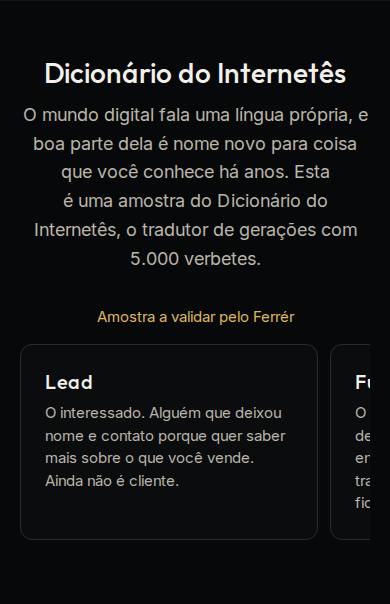 Dicionário do Internetês
O mundo digital fala uma língua própria, e
boa parte dela é nome novo para coisa
que você conhece há anos. Esta
é uma amostra do Dicionário do
Internetês, o tradutor de gerações com
5.000 verbetes.
Amostra a validar pelo Ferrér
Lead
O interessado. Alguém que deixou
nome e contato porque quer saber
mais sobre o que você vende.
Ainda não é cliente.
O